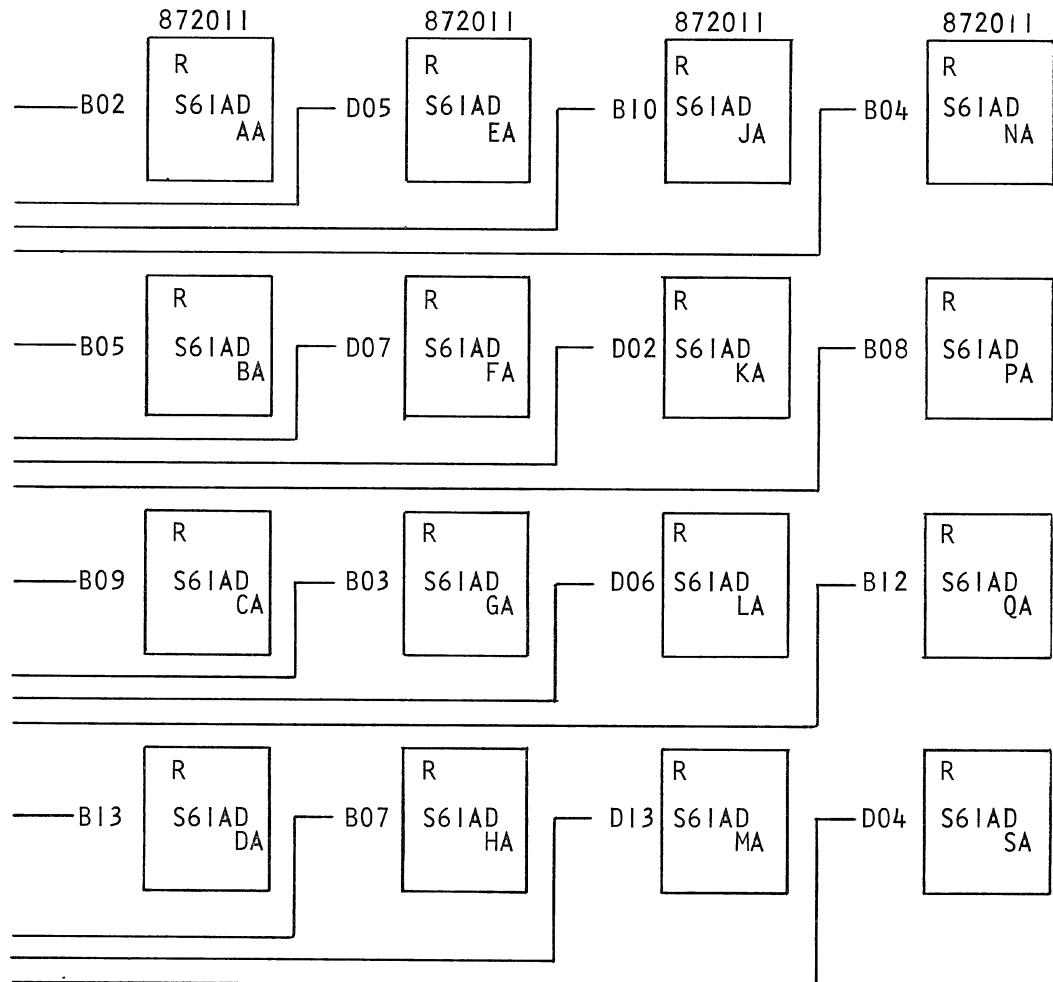 872011 872011 872011 872011
R R R R
B02 S61AD D05 S61AD B10 S61AD B04 S61AD
AA EA JA NA
R R R R
B05 S61AD D07 S61AD D02 S61AD B08 S61AD
BA FA KA PA
R R R R
B09 S61AD B03 S61AD D06 S61AD B12 S61AD
CA GA LA QA
R R R R
B13 S61AD B07 S61AD D13 S61AD D04 S61AD
DA HA MA SA